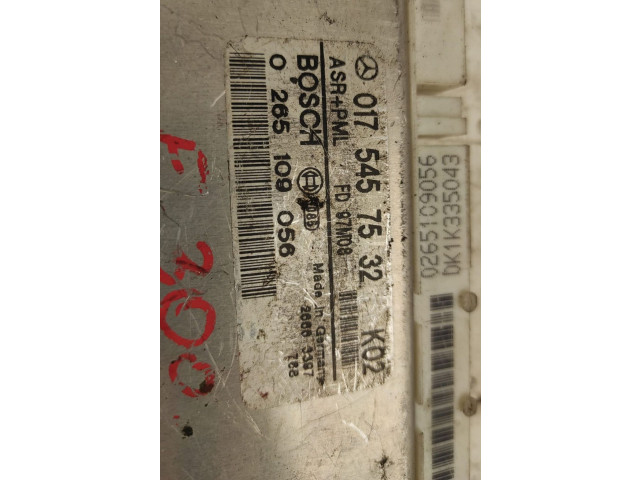 017 545 75 32 K02
ASR+PML FD 97M08
BOSCH Made in Germany
0 265 109 056
0265109056
DK1K335043